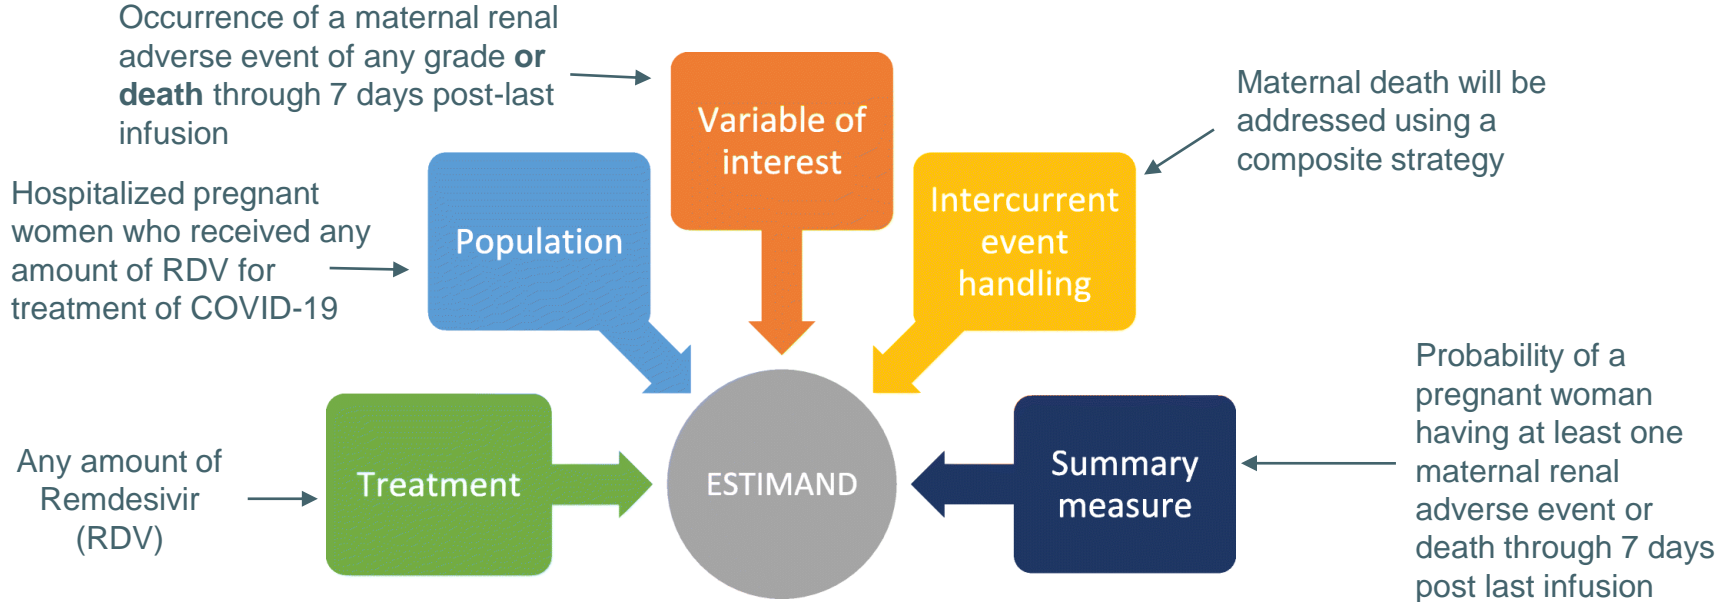 Occurrence of a maternal renal
adverse event of any grade or
death through 7 days post-last
infusion
Variable of
interest
Maternal death will be
addressed using a
composite strategy
Hospitalized pregnant
women who received any
amount of RDV for
treatment of COVID-19
Population
Intercurrent
event
handling
Any amount of
Remdesivir
(RDV)
Treatment
ESTIMAND
Summary
measure
Probability of a
pregnant woman
having at least one
maternal renal
adverse event or
death through 7 days
post last infusion